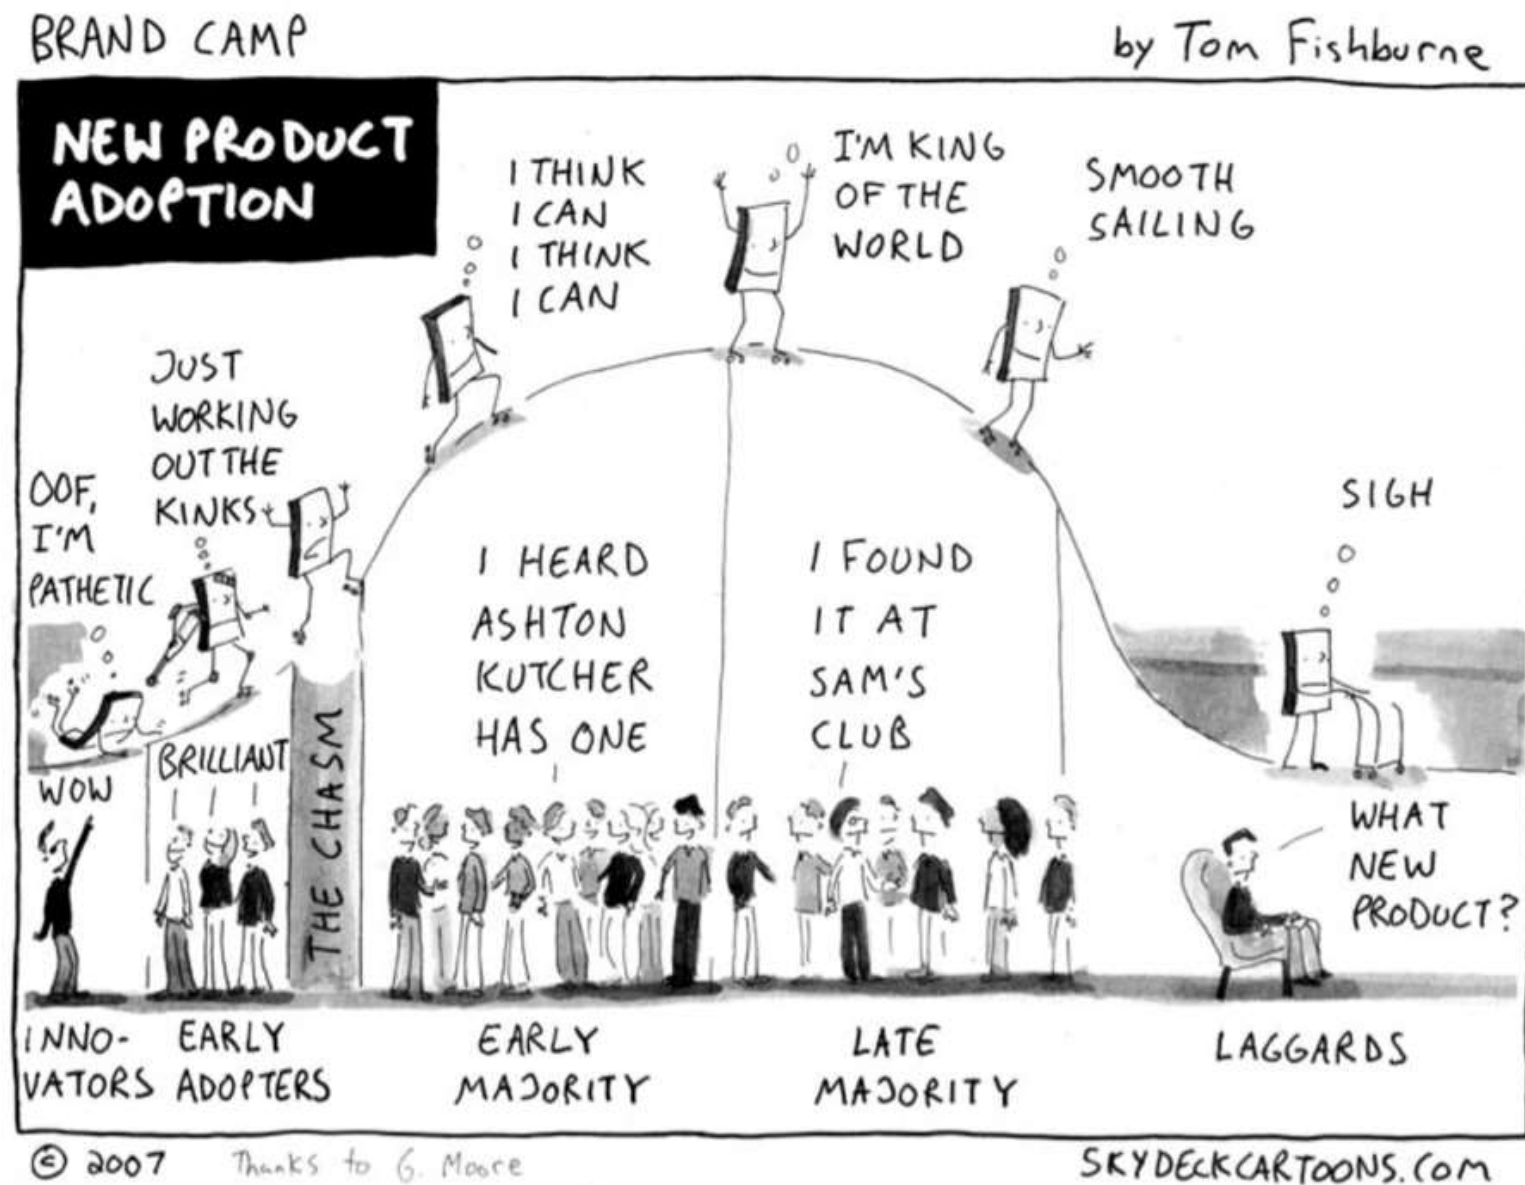 BRAND CAMP
by Tom Fishburne
NEW PRODUCT
ADOPTION
OOF,
I'M
PATHETIC
JUST
WORKING
OUT THE
KINKS
I THINK
I CAN
I THINK
I CAN
I'M KING
OF THE
WORLD
SMOOTH
SAILING
SIGH
WOW
BRILLIANT
THE CHASM
I HEARD
ASHTON
KUTCHER
HAS ONE
I FOUND
IT AT
SAM'S
CLUB
WHAT
NEW
PRODUCT?
INNO-
VATORS
EARLY
ADOPTERS
EARLY
MAJORITY
LATE
MAJORITY
LAGGARDS
© 2007
Thanks to G. Moore
SKYDECKCARTOONS.COM